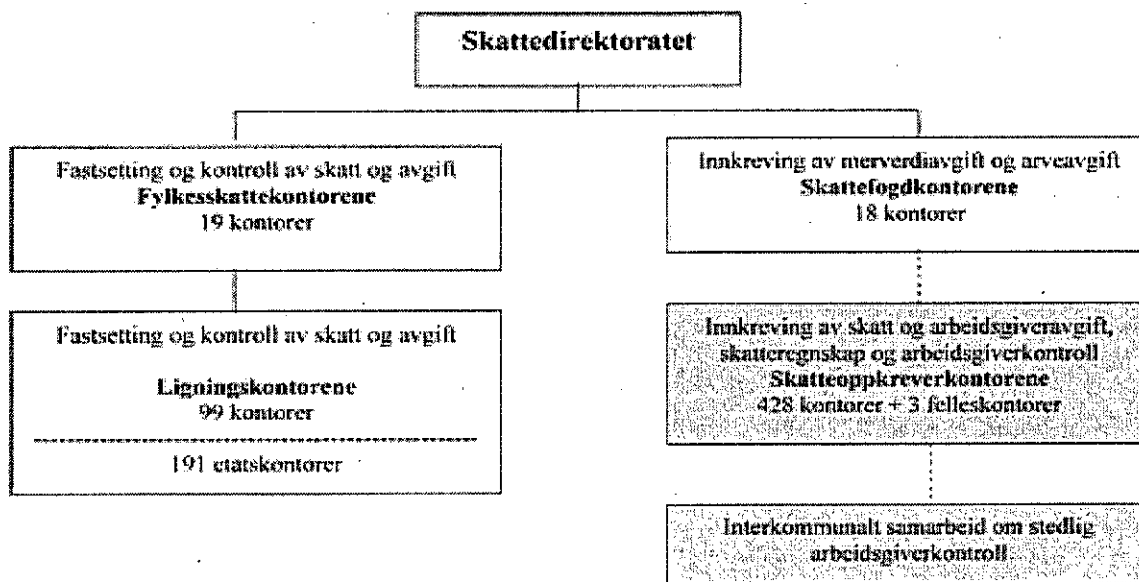 Skattedirektoratet
Fastsetting og kontroll av skatt og avgift
Fylkesskattekontorene
19 kontorer
Fastsetting og kontroll av skatt og avgift
Ligningskontorene
99 kontorer
191 etatskontorer
Innkreving av merverdiavgift og arveavgift
Skattefogdkontorene
18 kontorer
Innkreving av skatt og arbeidsgiveravgift,
skatteregnskap og arbeidsgiverkontroll
Skatteoppkreverkontorene
428 kontorer + 3 felleskontorer
Interkommunalt samarbeid om stedlig
arbeidsgiverkontroll